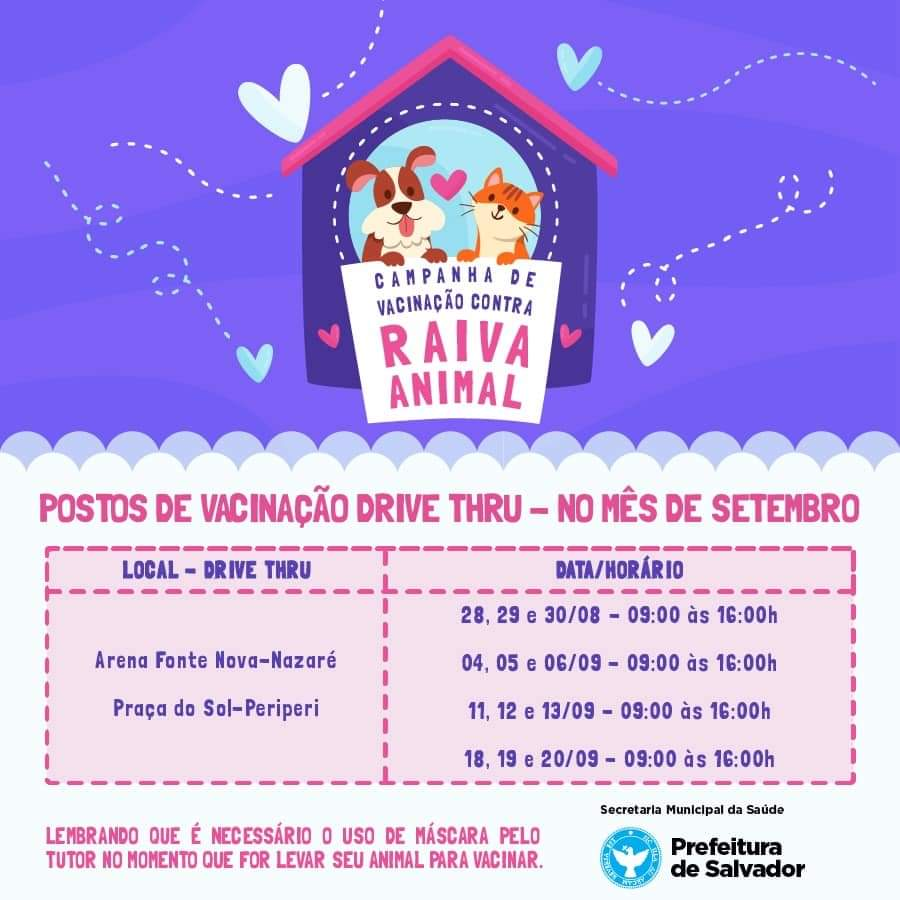 CAMPANHA DE
VACINAÇÃO CONTRA
RAIVA
ANIMAL
POSTOS DE VACINAÇÃO DRIVE THRU – NO MÊS DE SETEMBRO
LOCAL – DRIVE THRU
DATA/HORÁRIO
Arena Fonte Nova-Nazaré
Praça do Sol-Periperi
28, 29 e 30/08 – 09:00 às 16:00h
04, 05 e 06/09 – 09:00 às 16:00h
11, 12 e 13/09 – 09:00 às 16:00h
18, 19 e 20/09 – 09:00 às 16:00h
LEMBRANDO QUE É NECESSÁRIO O USO DE MÁSCARA PELO
TUTOR NO MOMENTO QUE FOR LEVAR SEU ANIMAL PARA VACINAR.
Secretaria Municipal da Saúde
Prefeitura
de Salvador